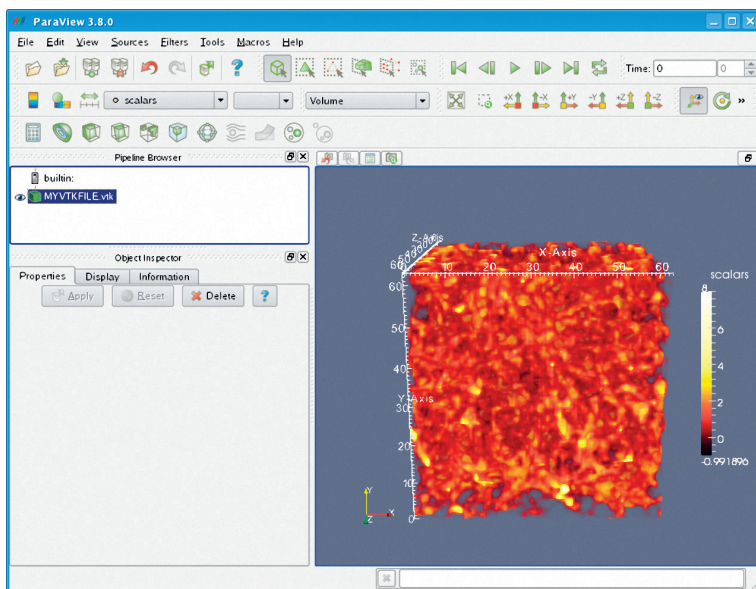 ParaView 3.8.0
File Edit View Sources Filters Tools Macros Help
Time: 0 0
scalars Volume +X -X +Y -Y +Z -Z »
Pipeline Browser
builtin:
MYVTKFILE.vtk
Object Inspector
Properties Display Information
Apply Reset Delete ?
Z-Axis
X-Axis
0 10 20 30 40 50 60
60
50
40
Y-Axis
30
20
10
0
scalars
8
6
4
2
0
-0.991896
Y
X
Z